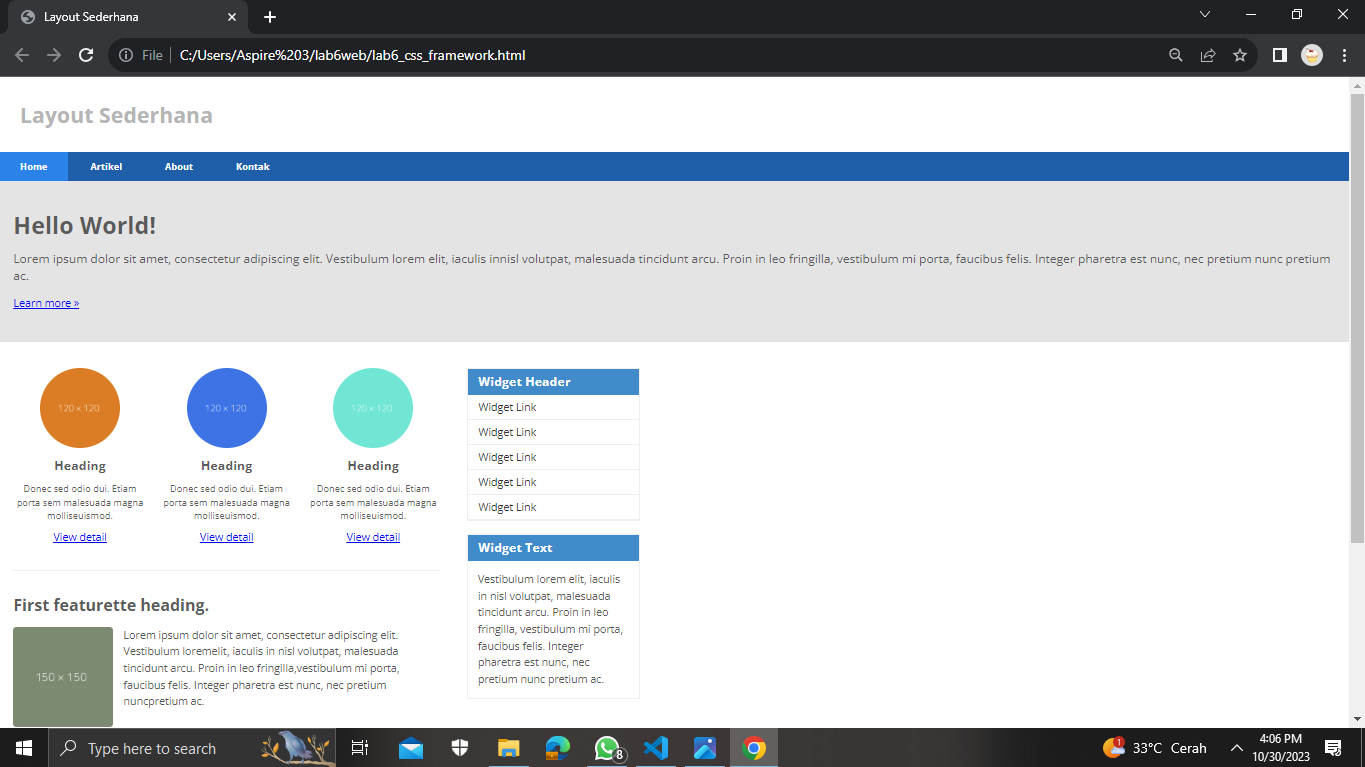 Layout Sederhana
File
C:/Users/Aspire%203/lab6web/lab6_css_framework.html
Layout Sederhana
Home Artikel About Kontak
Hello World!
Lorem ipsum dolor sit amet, consectetur adipiscing elit. Vestibulum lorem elit, iaculis innisl volutpat, malesuada tincidunt arcu. Proin in leo fringilla, vestibulum mi porta, faucibus felis. Integer pharetra est nunc, nec pretium nunc pretium
ac.
Learn more »
120 × 120
Heading
Donec sed odio dui. Etiam
porta sem malesuada magna
molliseuismod.
View detail
120 × 120
Heading
Donec sed odio dui. Etiam
porta sem malesuada magna
molliseuismod.
View detail
120 × 120
Heading
Donec sed odio dui. Etiam
porta sem malesuada magna
molliseuismod.
View detail
First featurette heading.
150 × 150
Lorem ipsum dolor sit amet, consectetur adipiscing elit.
Vestibulum loremelit, iaculis in nisl volutpat, malesuada
tincidunt arcu. Proin in leo fringilla,vestibulum mi porta,
faucibus felis. Integer pharetra est nunc, nec pretium
nuncpretium ac.
Widget Header
Widget Link
Widget Link
Widget Link
Widget Link
Widget Link
Widget Text
Vestibulum lorem elit, iaculis
in nisl volutpat, malesuada
tincidunt arcu. Proin in leo
fringilla, vestibulum mi porta,
faucibus felis. Integer
pharetra est nunc, nec
pretium nunc pretium ac.
Type here to search
8
1
33°C Cerah
4:06 PM
10/30/2023